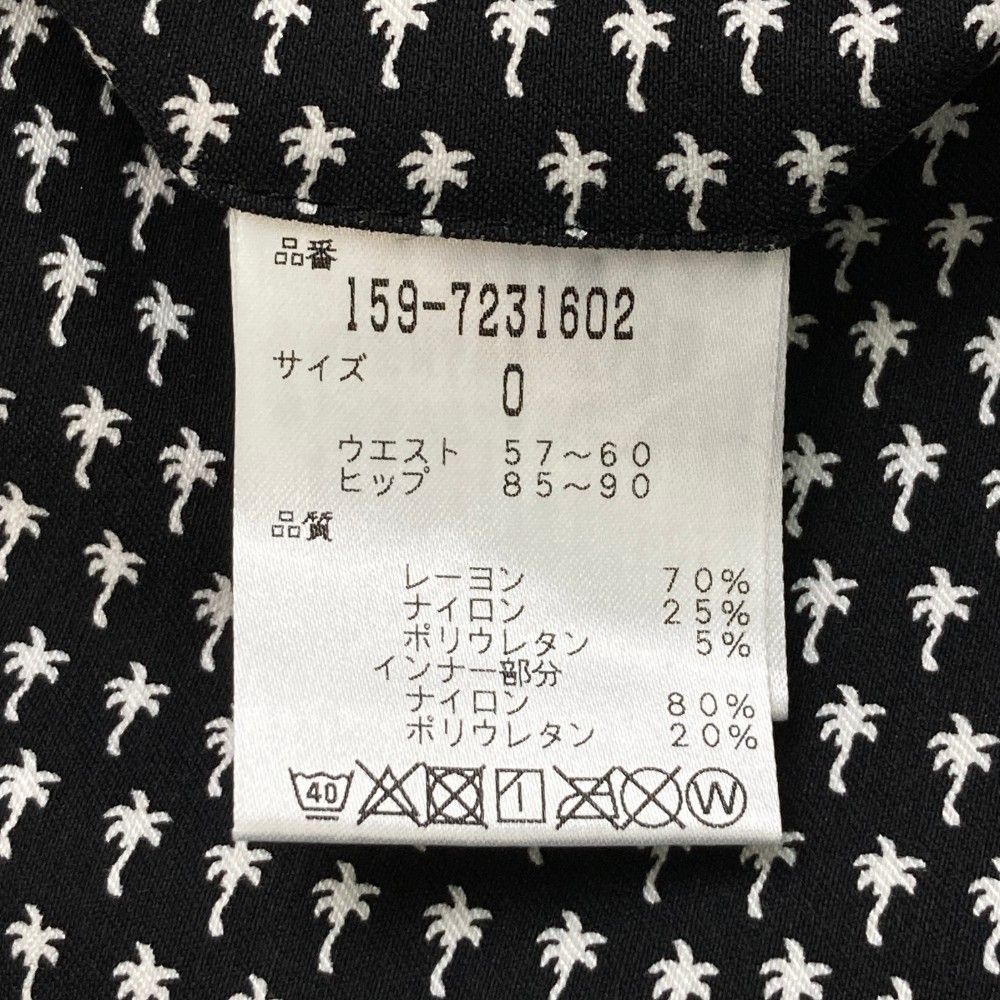 品番
159-7231602
サイズ 0
ウエスト 57～60
ヒップ 85～90
品質
レーヨン 70%
ナイロン 25%
ポリウレタン 5%
インナー部分
ナイロン 80%
ポリウレタン 20%
40 W